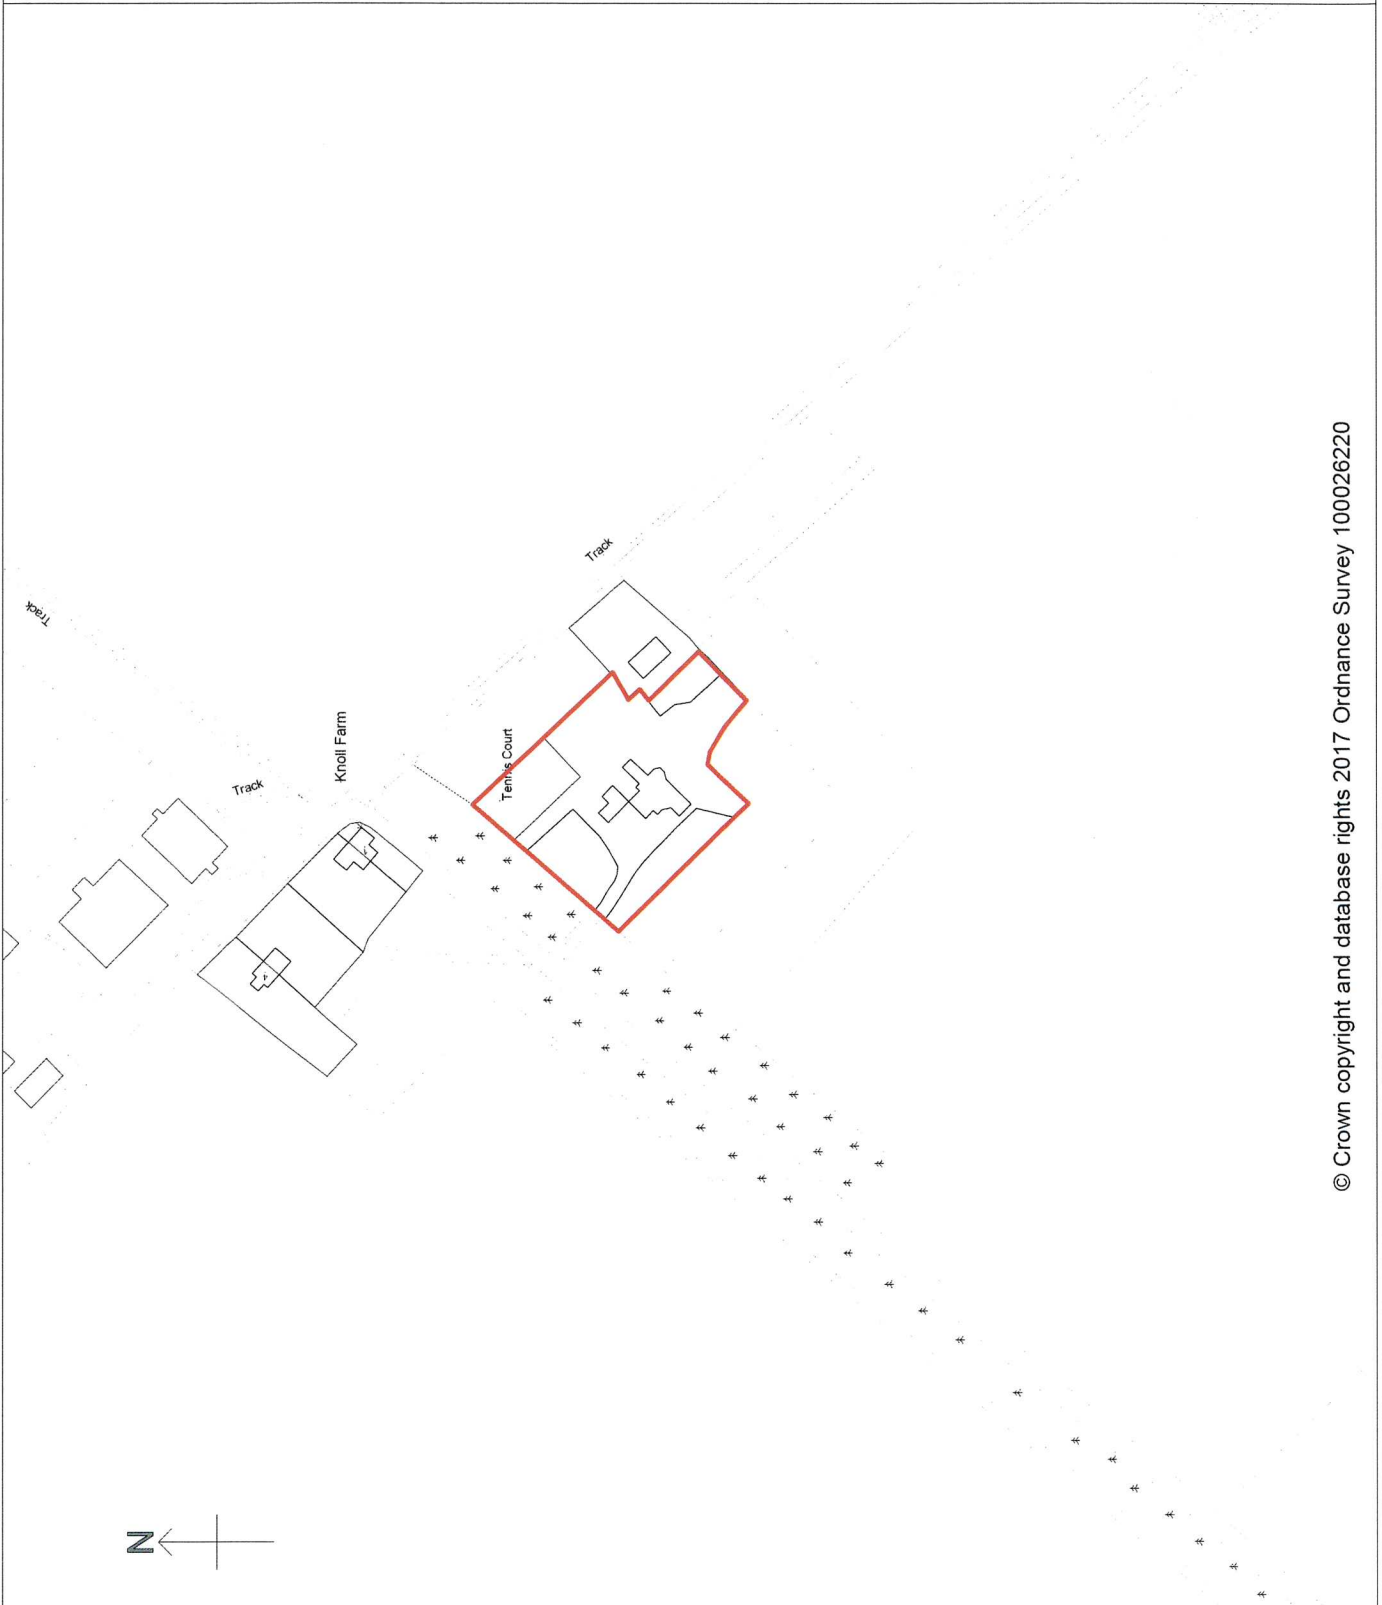 Track
Track
Knoll Farm
Tennis Court
Track
N
© Crown copyright and database rights 2017 Ordnance Survey 100026220